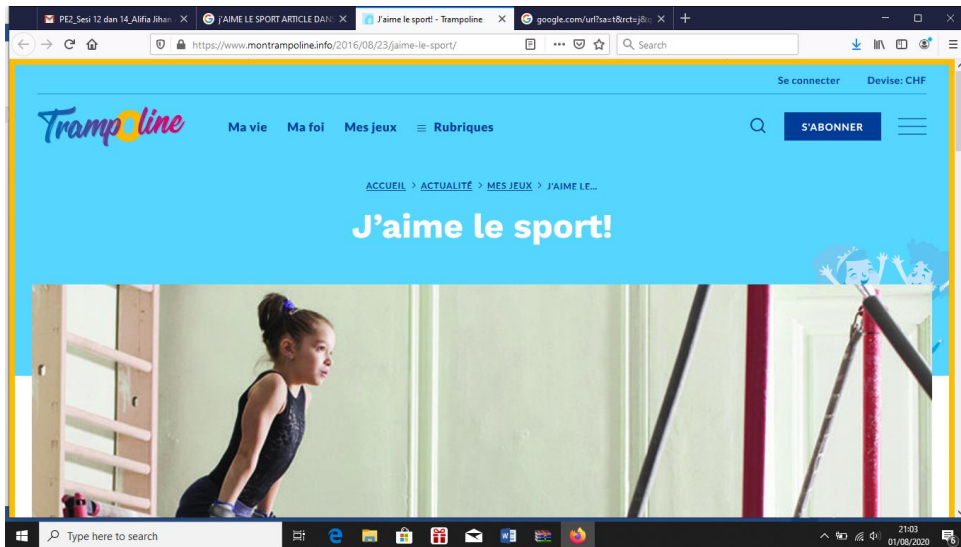 PE2_Sesi 12 dan 14_Alifia Jihan
j'AIME LE SPORT ARTICLE DAN
J'aime le sport! - Trampoline
google.com/url?sa=t&rct=j&
https://www.montrampoline.info/2016/08/23/jaime-le-sport/
Search
Se connecter Devise: CHF
Trampoline
Ma vie Ma foi Mes jeux Rubriques
S'ABONNER
ACCUEIL > ACTUALITÉ > MES JEUX > J'AIME LE...
J'aime le sport!
Type here to search
21:03
01/08/2020